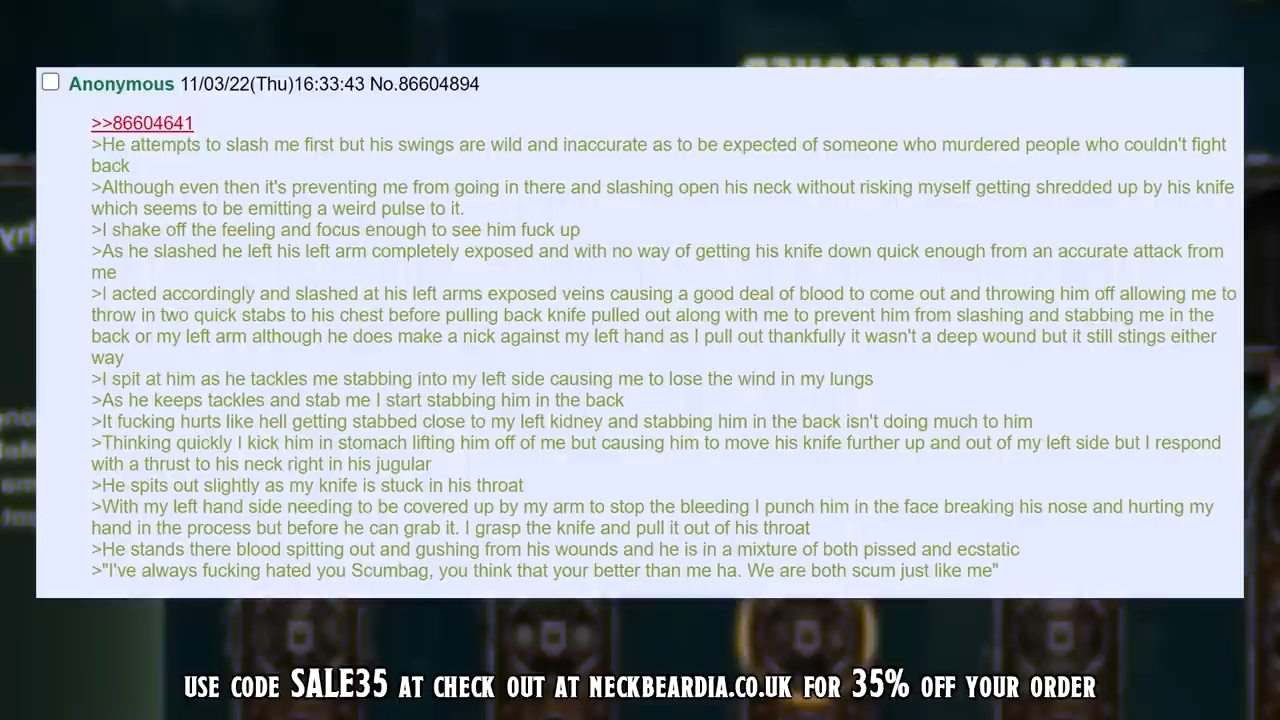 Anonymous 11/03/22(Thu)16:33:43 No.86604894
>>86604641
>He attempts to slash me first but his swings are wild and inaccurate as to be expected of someone who murdered people who couldn't fight
back
>Although even then it's preventing me from going in there and slashing open his neck without risking myself getting shredded up by his knife
which seems to be emitting a weird pulse to it.
>I shake off the feeling and focus enough to see him fuck up
>As he slashed he left his left arm completely exposed and with no way of getting his knife down quick enough from an accurate attack from
me
>I acted accordingly and slashed at his left arms exposed veins causing a good deal of blood to come out and throwing him off allowing me to
throw in two quick stabs to his chest before pulling back knife pulled out along with me to prevent him from slashing and stabbing me in the
back or my left arm although he does make a nick against my left hand as I pull out thankfully it wasn't a deep wound but it still stings either
way
>I spit at him as he tackles me stabbing into my left side causing me to lose the wind in my lungs
>As he keeps tackles and stab me I start stabbing him in the back
>It fucking hurts like hell getting stabbed close to my left kidney and stabbing him in the back isn't doing much to him
>Thinking quickly I kick him in stomach lifting him off of me but causing him to move his knife further up and out of my left side but I respond
with a thrust to his neck right in his jugular
>He spits out slightly as my knife is stuck in his throat
>With my left hand side needing to be covered up by my arm to stop the bleeding I punch him in the face breaking his nose and hurting my
hand in the process but before he can grab it. I grasp the knife and pull it out of his throat
>He stands there blood spitting out and gushing from his wounds and he is in a mixture of both pissed and ecstatic
>"I've always fucking hated you Scumbag, you think that your better than me ha. We are both scum just like me"
USE CODE SALE35 AT CHECK OUT AT NECKBEARDIA.CO.UK FOR 35% OFF YOUR ORDER